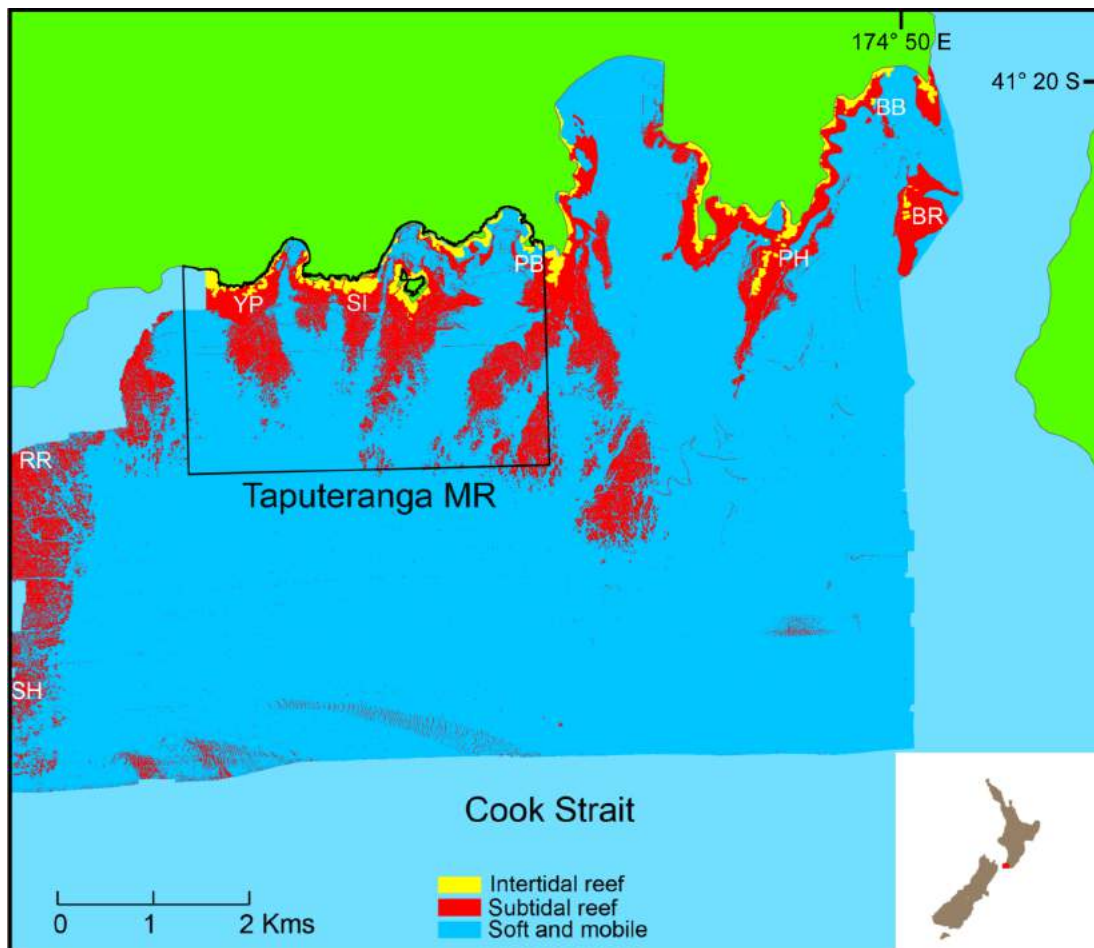 174° 50 E
41° 20 S
BB
BR
PB
PH
YP
SI
RR
Taputeranga MR
SH
Cook Strait
0 1 2 Kms
Intertidal reef
Subtidal reef
Soft and mobile